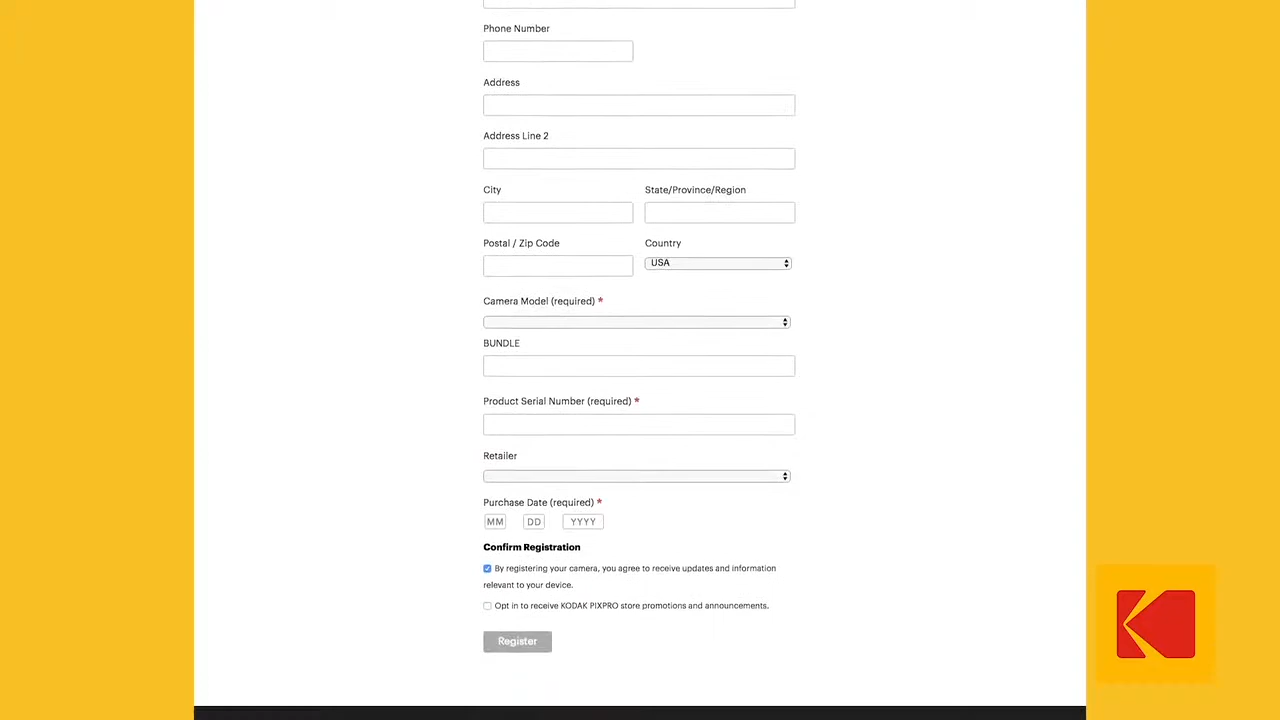 Phone Number
Address
Address Line 2
City
State/Province/Region
Postal / Zip Code
Country
USA
Camera Model (required) *
BUNDLE
Product Serial Number (required) *
Retailer
Purchase Date (required) *
MM DD YYYY
Confirm Registration
By registering your camera, you agree to receive updates and information
relevant to your device.
Opt in to receive KODAK PIXPRO store promotions and announcements.
Register